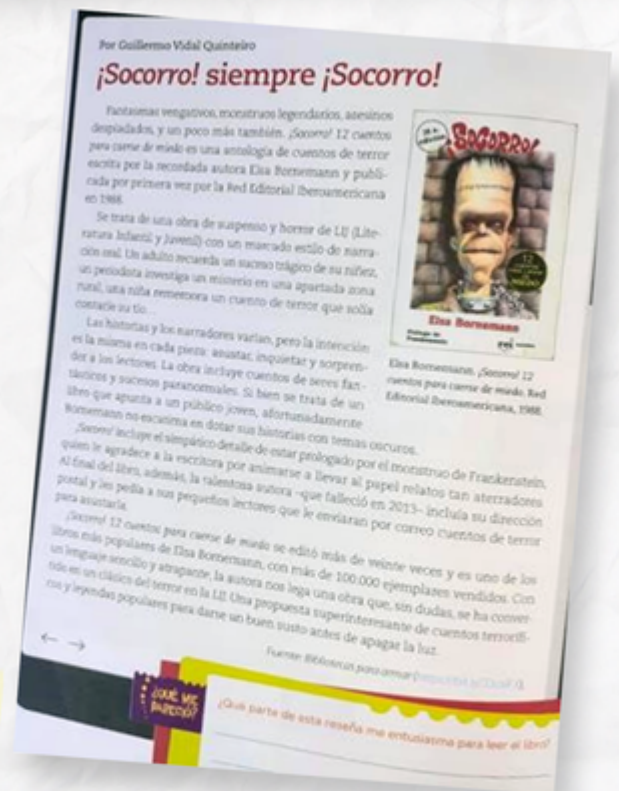 Por Guillermo Vidal Quinteiro
¡Socorro! siempre ¡Socorro!
Fantasmas vengativos, monstruos legendarios, asesinos
despiadados, y un poco más también. ¡Socorro! 12 cuentos
para caerse de miedo es una antología de cuentos de terror
escrita por la recordada autora Elsa Bornemann y publi-
cada por primera vez por la Red Editorial Iberoamericana
en 1988.
Se trata de una obra de suspenso y horror de LIJ (Lite-
ratura Infantil y Juvenil) con un marcado estilo de narra-
ción oral. Un adulto recuerda un suceso trágico de su niñez,
un periodista investiga un misterio en una apartada zona
rural, una niña rememora un cuento de terror que solía
contarle su tío...
Las historias y los narradores varían, pero la intención
es la misma en cada pieza: asustar, inquietar y sorpren-
der a los lectores. La obra incluye cuentos de seres fan-
tásticos y sucesos paranormales. Si bien se trata de un
libro que apunta a un público joven, afortunadamente
Bornemann no escatima en dotar sus historias con temas oscuros.
¡Socorro! incluye el simpático detalle de estar prologado por el monstruo de Frankenstein,
quien le agradece a la escritora por animarse a llevar al papel relatos tan aterradores.
Al final del libro, además, la talentosa autora -que falleció en 2013- incluía su dirección
postal y les pedía a sus pequeños lectores que le enviaran por correo cuentos de terror
para asustarla.
¡Socorro! 12 cuentos para caerse de miedo se editó más de veinte veces y es uno de los
libros más populares de Elsa Bornemann, con más de 100.000 ejemplares vendidos. Con
un lenguaje sencillo y atrapante, la autora nos lega una obra que, sin dudas, se ha conver-
tido en un clásico del terror en la LIJ. Una propuesta superinteresante de cuentos terrorífi-
cos y leyendas populares para darse un buen susto antes de apagar la luz.
Fuente: Bibliotecas para armar
¡SOCORRO!
12
Elsa Bornemann
Elsa Bornemann. ¡Socorro! 12
cuentos para caerse de miedo. Red
Editorial Iberoamericana, 1988.
← →
¿QUÉ ME
PARECIÓ?
¿Qué parte de esta reseña me entusiasma para leer el libro?